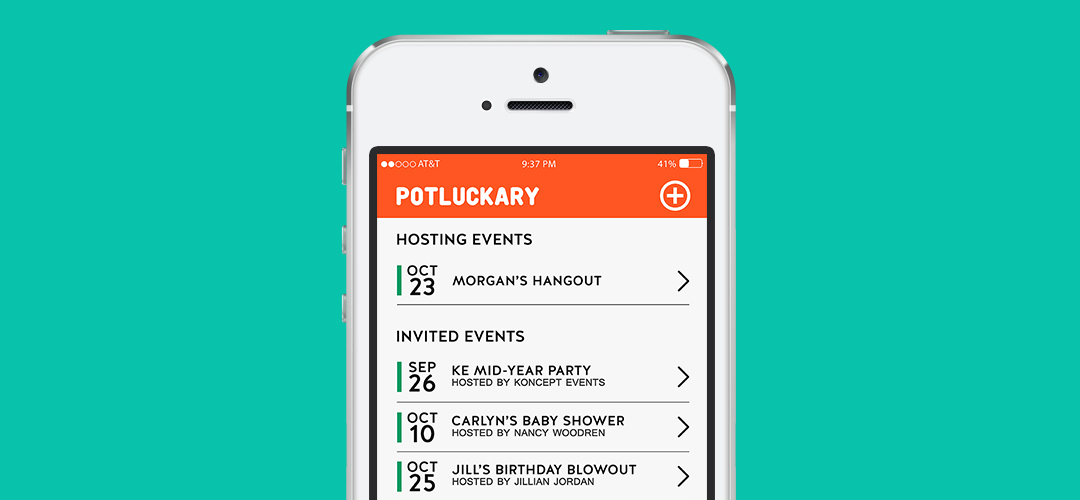 AT&T 9:37 PM 41%
POTLUCKARY
HOSTING EVENTS
OCT
23
MORGAN'S HANGOUT
INVITED EVENTS
SEP
26
KE MID-YEAR PARTY
HOSTED BY KONCEPT EVENTS
OCT
10
CARLYN'S BABY SHOWER
HOSTED BY NANCY WOODREN
OCT
25
JILL'S BIRTHDAY BLOWOUT
HOSTED BY JILLIAN JORDAN